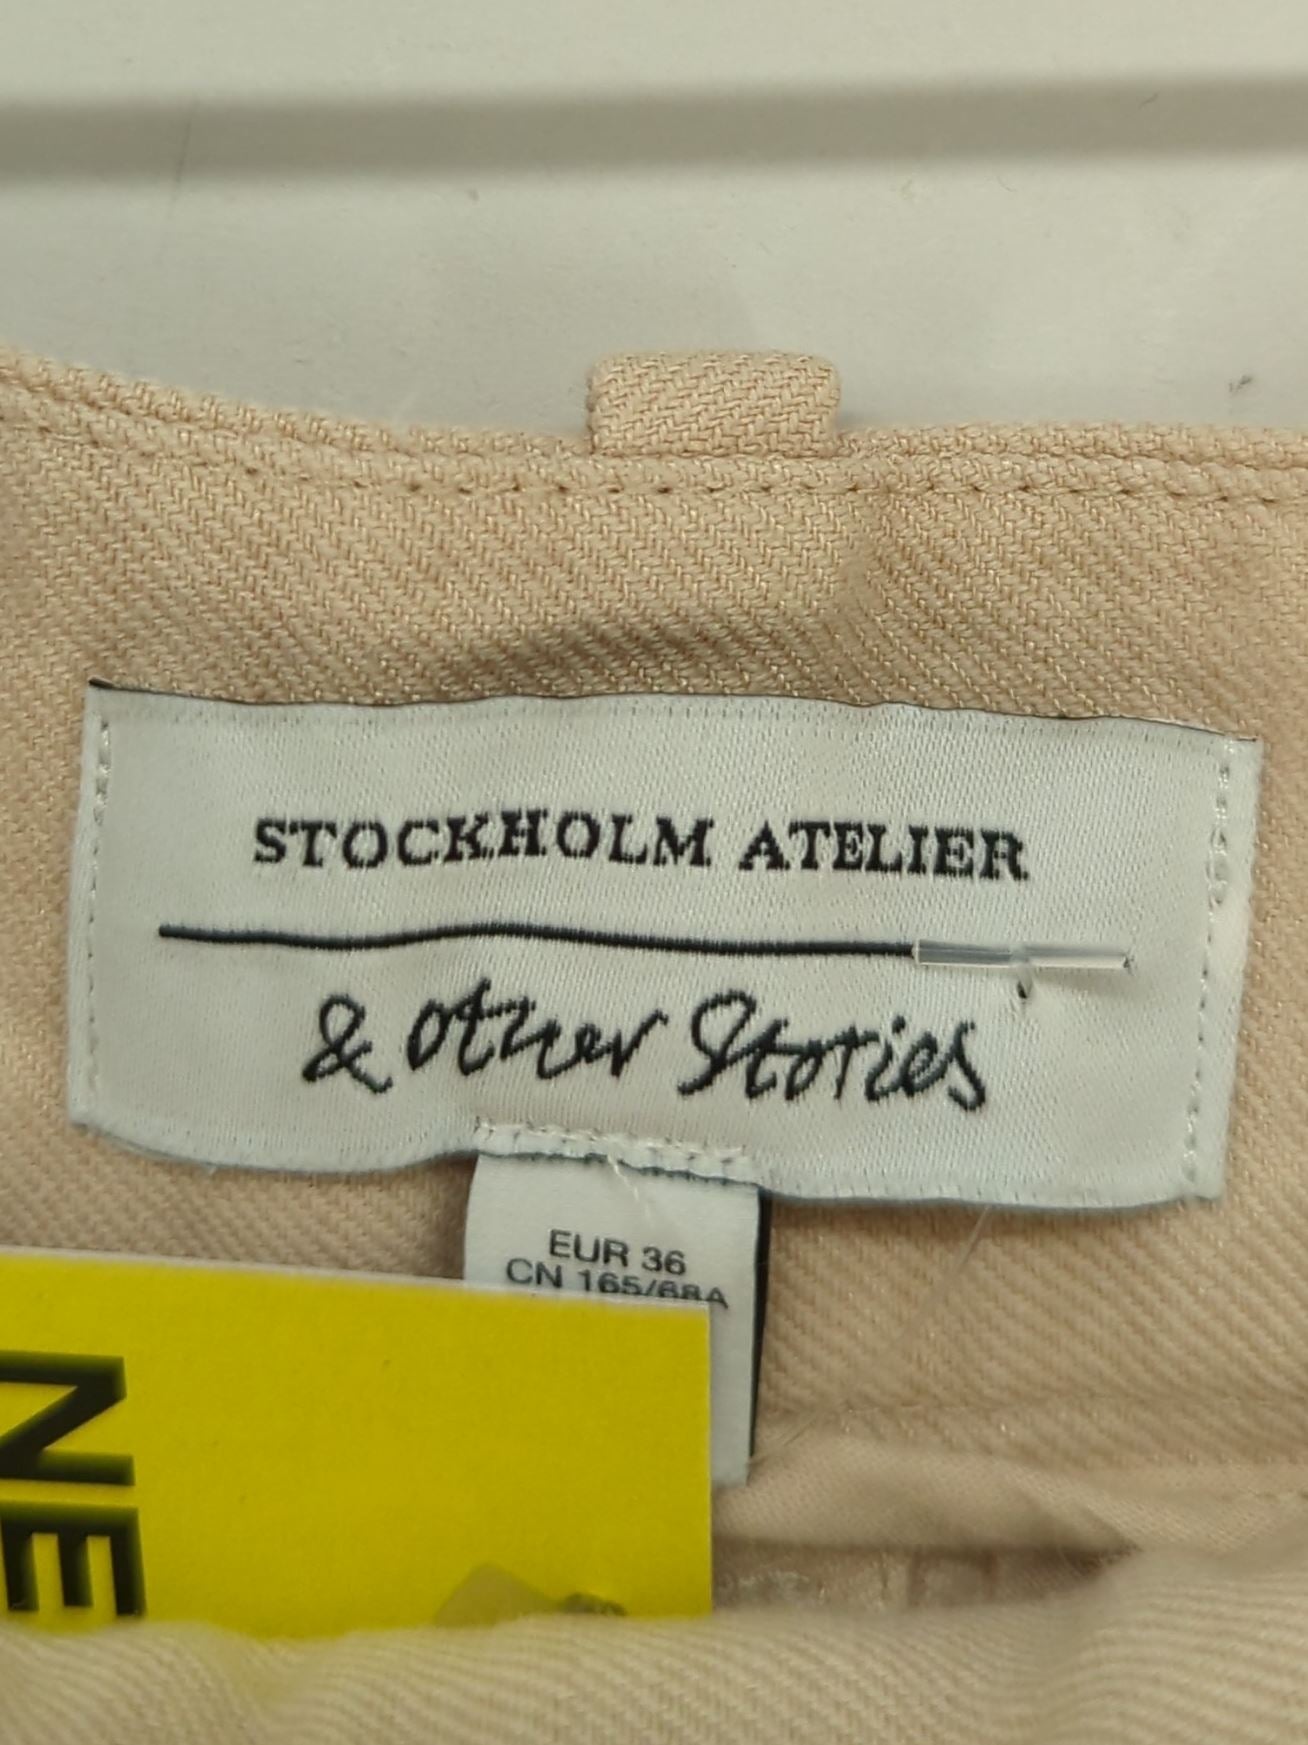 STOCKHOLM ATELIER
& other Stories
EUR 36
CN 165/68A
NE